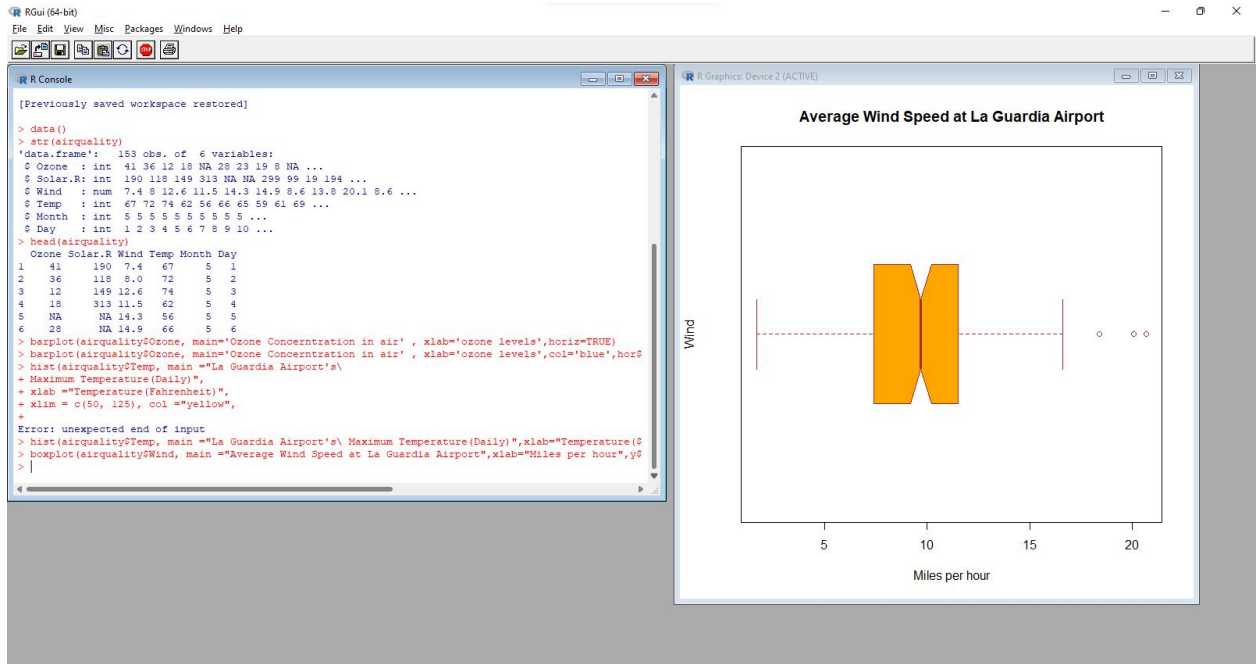 RGui (64-bit)
File Edit View Misc Packages Windows Help
STOP
R Console
[Previously saved workspace restored]
> data()
> str(airquality)
'data.frame':   153 obs. of  6 variables:
 $ Ozone  : int  41 36 12 18 NA 28 23 19 8 NA ...
 $ Solar.R: int  190 118 149 313 NA NA 299 99 19 194 ...
 $ Wind   : num  7.4 8 12.6 11.5 14.3 14.9 8.6 13.8 20.1 8.6 ...
 $ Temp   : int  67 72 74 62 56 66 65 59 61 69 ...
 $ Month  : int  5 5 5 5 5 5 5 5 5 5 ...
 $ Day    : int  1 2 3 4 5 6 7 8 9 10 ...
> head(airquality)
  Ozone Solar.R Wind Temp Month Day
1    41     190  7.4   67     5   1
2    36     118  8.0   72     5   2
3    12     149 12.6   74     5   3
4    18     313 11.5   62     5   4
5    NA      NA 14.3   56     5   5
6    28      NA 14.9   66     5   6
> barplot(airquality$Ozone, main='Ozone Concerntration in air' , xlab='ozone levels',horiz=TRUE)
> barplot(airquality$Ozone, main='Ozone Concerntration in air' , xlab='ozone levels',col='blue',hor$
> hist(airquality$Temp, main ="La Guardia Airport's\
+ Maximum Temperature(Daily)",
+ xlab ="Temperature(Fahrenheit)",
+ xlim = c(50, 125), col ="yellow",
+
Error: unexpected end of input
> hist(airquality$Temp, main ="La Guardia Airport's\ Maximum Temperature(Daily)",xlab="Temperature($
> boxplot(airquality$Wind, main ="Average Wind Speed at La Guardia Airport",xlab="Miles per hour",y$
>
R Graphics: Device 2 (ACTIVE)
Average Wind Speed at La Guardia Airport
Wind
5 10 15 20
Miles per hour